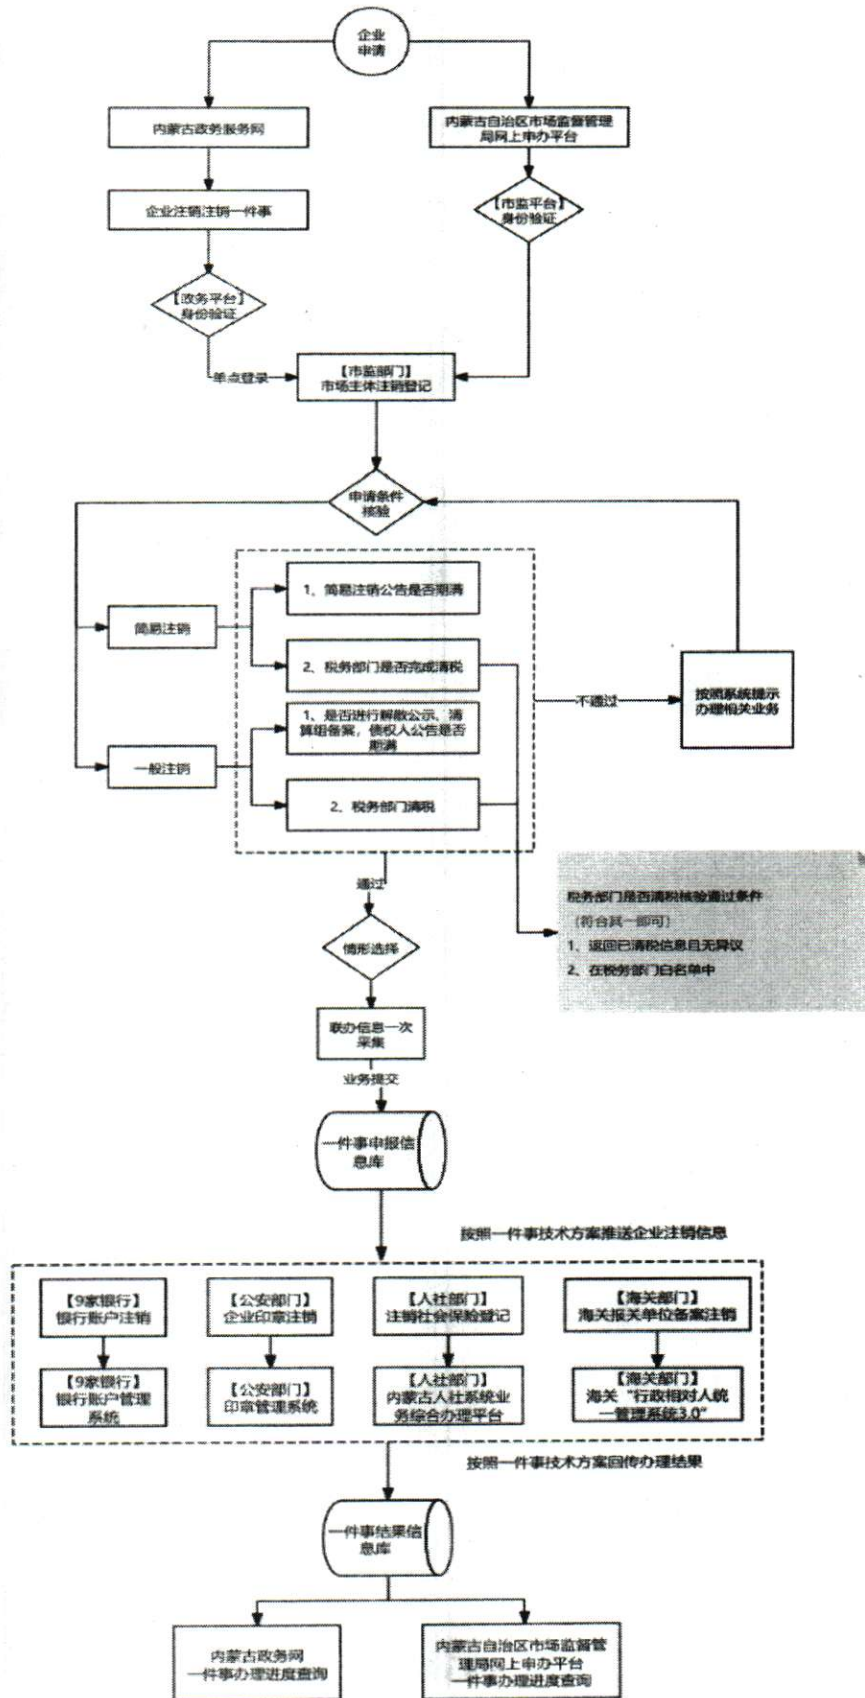 企业
申请
内蒙古政务服务网
内蒙古自治区市场监督管理
局网上申办平台
企业注销注销一件事
【市监平台】
身份验证
【政务平台】
身份验证
单点登录
【市监部门】
市场主体注销登记
申请条件
核验
1、简易注销公告是否期满
简易注销
2、税务部门是否完成清税
不通过
按照系统提示
办理相关业务
1、是否进行解散公示、清
算组备案，债权人公告是否
期满
一般注销
2、税务部门清税
通过
税务部门是否清税核验通过条件
（符合其一即可）
1、返回已清税信息且无异议
2、在税务部门白名单中
情形选择
联办信息一次
采集
业务提交
一件事申报信
息库
按照一件事技术方案推送企业注销信息
【9家银行】
银行账户注销
【公安部门】
企业印章注销
【人社部门】
注销社会保险登记
【海关部门】
海关报关单位备案注销
【9家银行】
银行账户管理
系统
【公安部门】
印章管理系统
【人社部门】
内蒙古人社系统业
务综合办理平台
【海关部门】
海关“行政相对人统
一管理系统3.0”
按照一件事技术方案回传办理结果
一件事结果信
息库
内蒙古政务网
一件事办理进度查询
内蒙古自治区市场监督管
理局网上申办平台
一件事办理进度查询